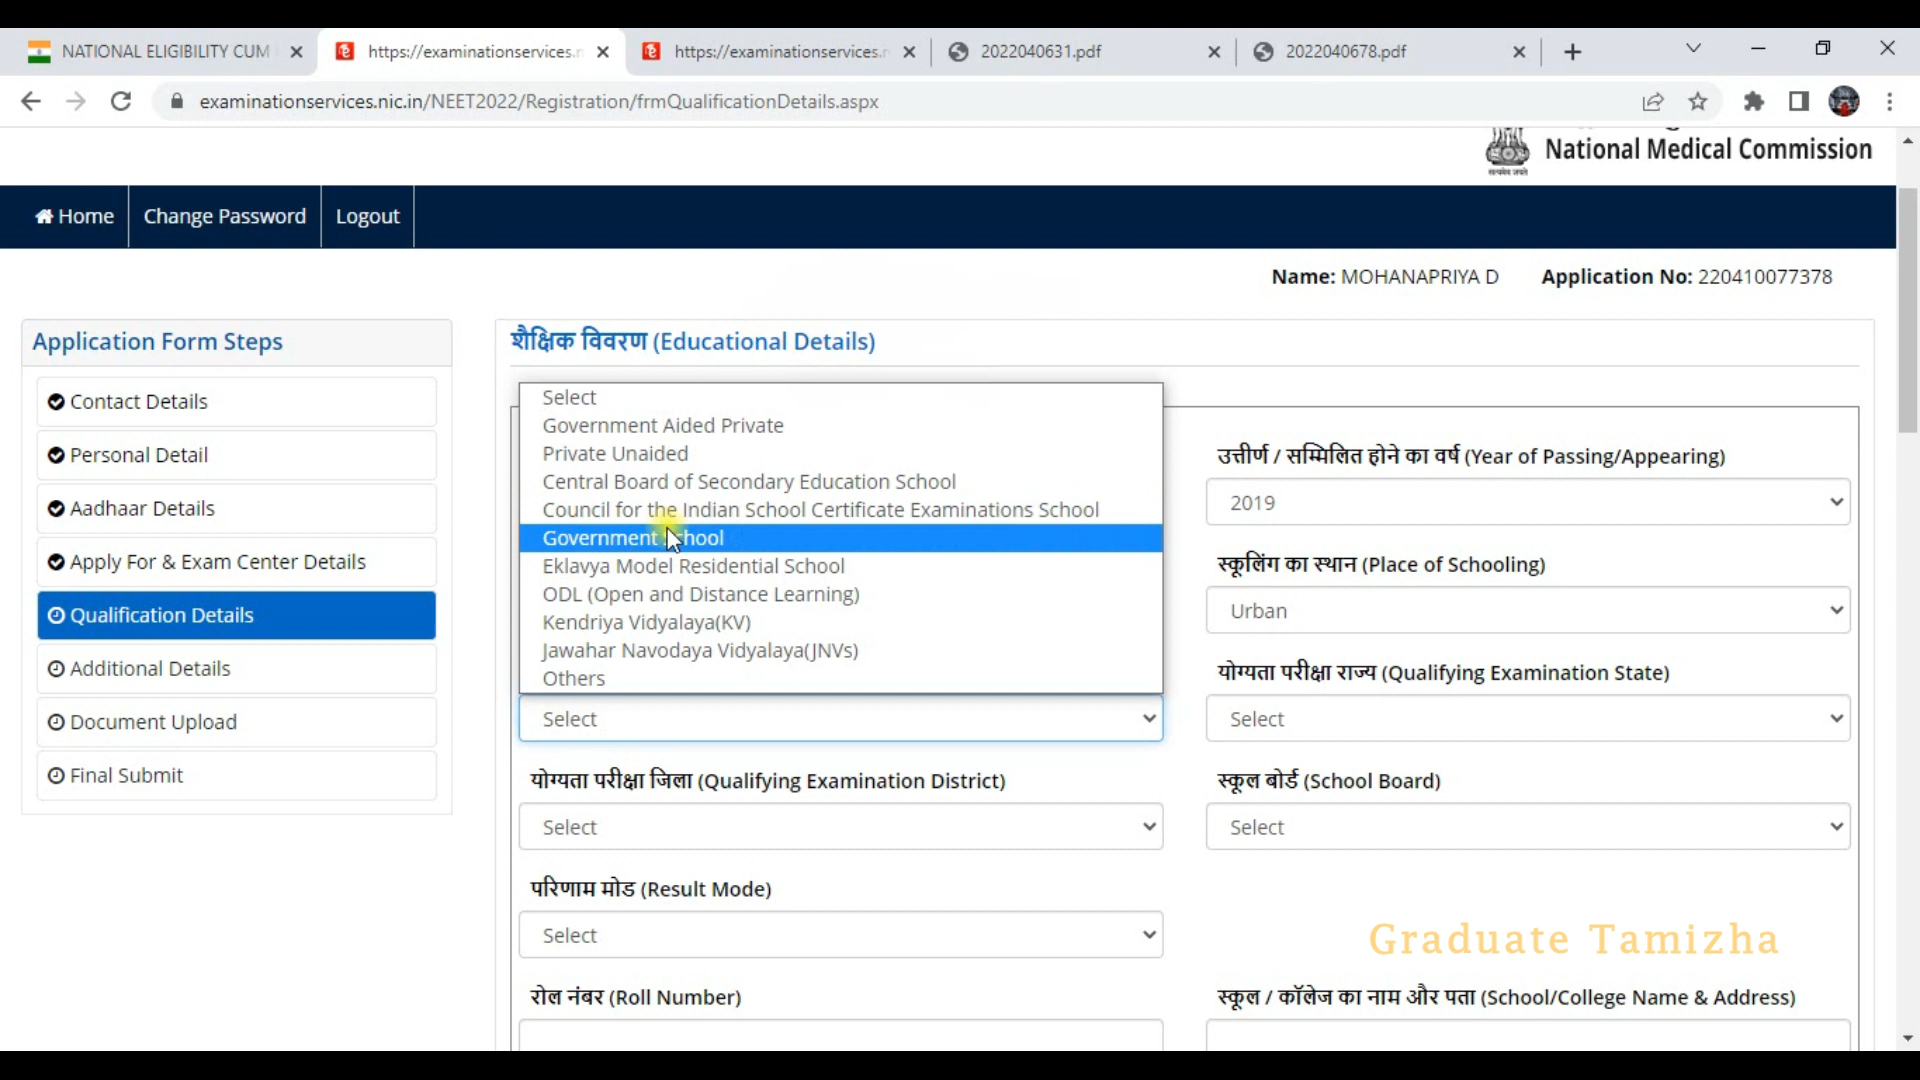 NATIONAL ELIGIBILITY CUM
https://examinationservices.n
https://examinationservices.n
2022040631.pdf
2022040678.pdf
examinationservices.nic.in/NEET2022/Registration/frmQualificationDetails.aspx
सत्यमेव जयते
National Medical Commission
Home
Change Password
Logout
Name: MOHANAPRIYA D
Application No: 220410077378
Application Form Steps
Contact Details
Personal Detail
Aadhaar Details
Apply For & Exam Center Details
Qualification Details
Additional Details
Document Upload
Final Submit
शैक्षिक विवरण (Educational Details)
Select
Government Aided Private
Private Unaided
Central Board of Secondary Education School
Council for the Indian School Certificate Examinations School
Government School
Eklavya Model Residential School
ODL (Open and Distance Learning)
Kendriya Vidyalaya(KV)
Jawahar Navodaya Vidyalaya(JNVs)
Others
Select
उत्तीर्ण / सम्मिलित होने का वर्ष (Year of Passing/Appearing)
2019
स्कूलिंग का स्थान (Place of Schooling)
Urban
योग्यता परीक्षा राज्य (Qualifying Examination State)
Select
योग्यता परीक्षा जिला (Qualifying Examination District)
Select
स्कूल बोर्ड (School Board)
Select
परिणाम मोड (Result Mode)
Select
Graduate Tamizha
रोल नंबर (Roll Number)
स्कूल / कॉलेज का नाम और पता (School/College Name & Address)